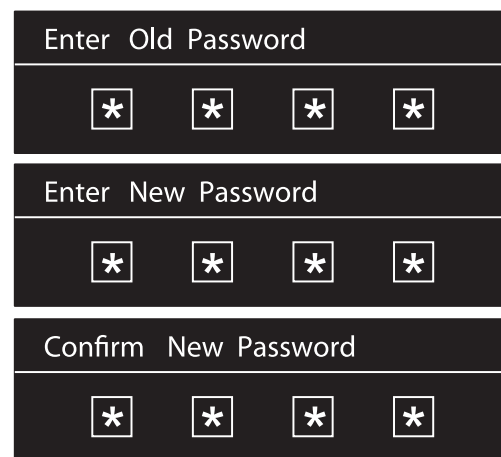 Enter Old Password
* * * *
Enter New Password
* * * *
Confirm New Password
* * * *